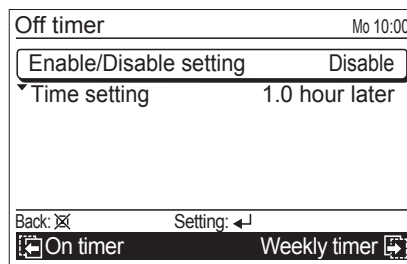 Off timer Mo 10:00
Enable/Disable setting Disable
Time setting 1.0 hour later
Back: Setting:
On timer Weekly timer